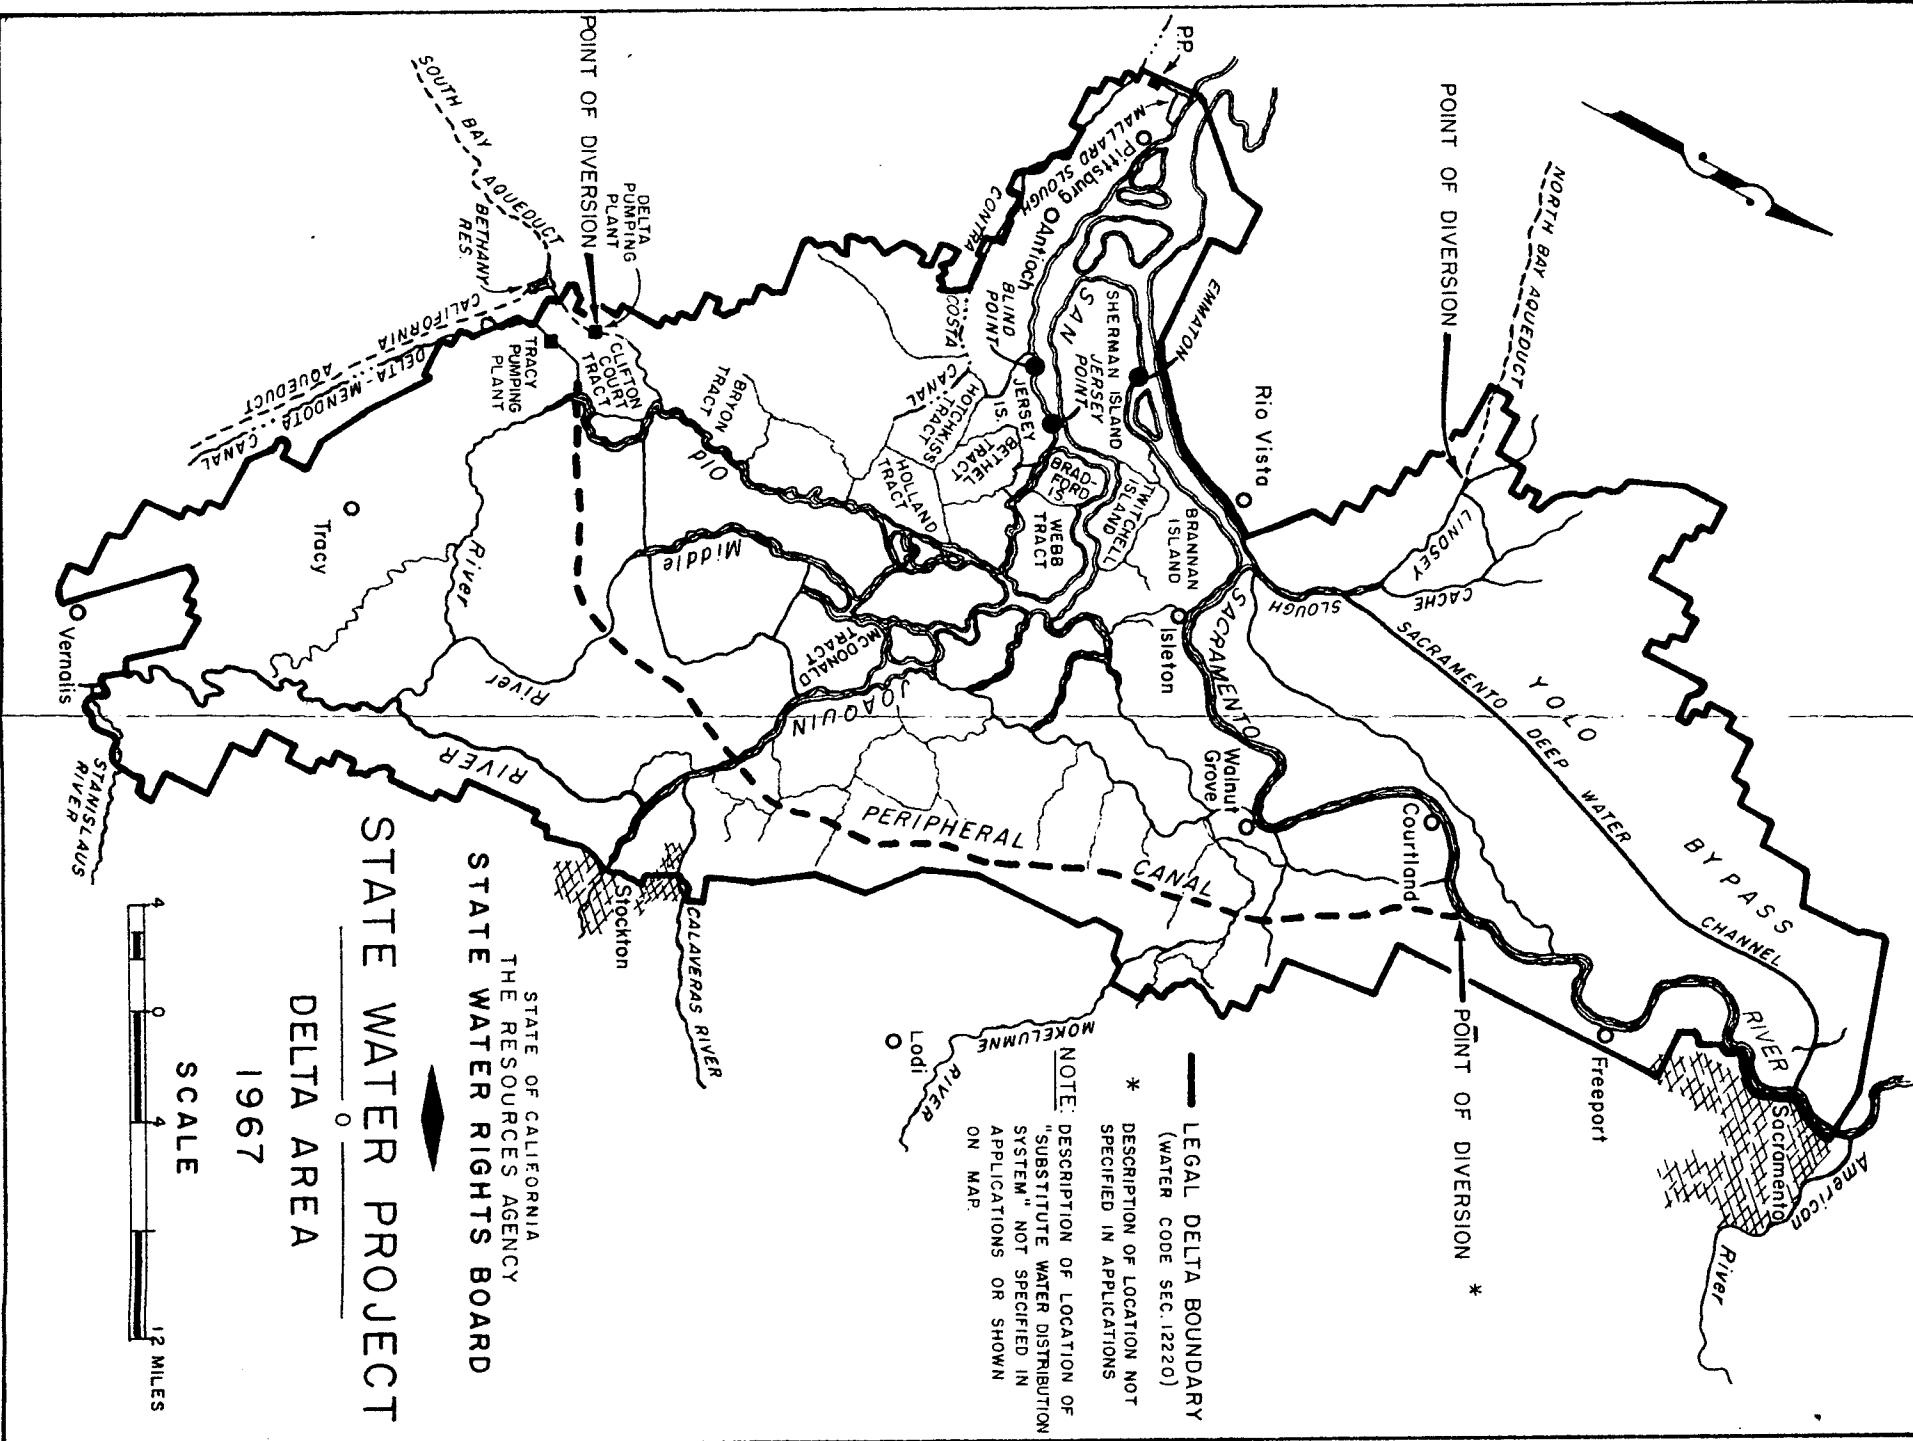 STATE OF CALIFORNIA
THE RESOURCES AGENCY
STATE WATER RIGHTS BOARD
STATE WATER PROJECT
DELTA AREA
1967
SCALE
4 0 4 12 MILES
LEGAL DELTA BOUNDARY
(WATER CODE SEC. 12220)
* DESCRIPTION OF LOCATION NOT
SPECIFIED IN APPLICATIONS
NOTE: DESCRIPTION OF LOCATION OF
"SUBSTITUTE WATER DISTRIBUTION
SYSTEM" NOT SPECIFIED IN
APPLICATIONS OR SHOWN
ON MAP.
POINT OF DIVERSION *
POINT OF DIVERSION
POINT OF DIVERSION
NORTH BAY AQUEDUCT
SOUTH BAY AQUEDUCT
BETHANY
RES.
DELTA
PUMPING
PLANT
CALIFORNIA
AQUEDUCT
DELTA-MENDOTA
CANAL
TRACY
PUMPING
PLANT
CLIFTON
COURT
TRACT
P.P.
MALLARD SLOUGH
Pittsburg
Antioch
CONTRA
COSTA
CANAL
BLIND
POINT
JERSEY
IS.
JERSEY
POINT
SHERMAN ISLAND
EMMATON
SAN
JOAQUIN
RIVER
HOTCHKISS
TRACT
BETHEL
TRACT
HOLLAND
TRACT
BRYON
TRACT
BRAD-
FORD
IS.
WEBB
TRACT
TWITCHELL
ISLAND
BRANNAN
ISLAND
MCDONALD
TRACT
Rio Vista
Isleton
Walnut
Grove
Courtland
Freeport
Sacramento
American
River
SACRAMENTO
RIVER
LINDSEY
CACHE
SLOUGH
SACRAMENTO DEEP WATER CHANNEL
YOLO
BYPASS
PERIPHERAL
CANAL
Old
River
Middle
River
Tracy
Vernalis
STANISLAUS
RIVER
Stockton
CALAVERAS RIVER
Lodi
MOKELUMNE
RIVER